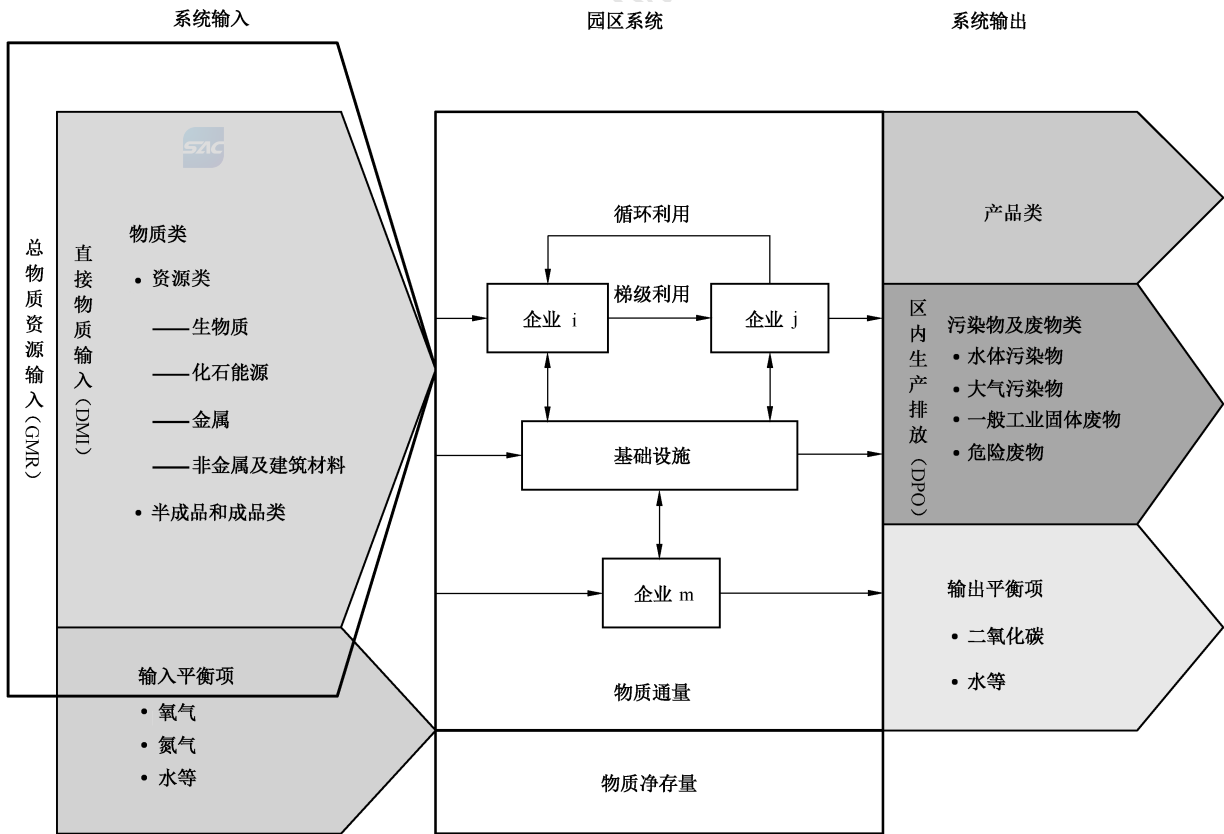 系统输入
园区系统
系统输出
总物质资源输入(GMR)
直接物质输入(DMI)
SAC
物质类
• 资源类
——生物质
——化石能源
——金属
——非金属及建筑材料
• 半成品和成品类
输入平衡项
• 氧气
• 氮气
• 水等
循环利用
企业 i
梯级利用
企业 j
基础设施
企业 m
物质通量
物质净存量
产品类
区内生产排放(DPO)
污染物及废物类
• 水体污染物
• 大气污染物
• 一般工业固体废物
• 危险废物
输出平衡项
• 二氧化碳
• 水等